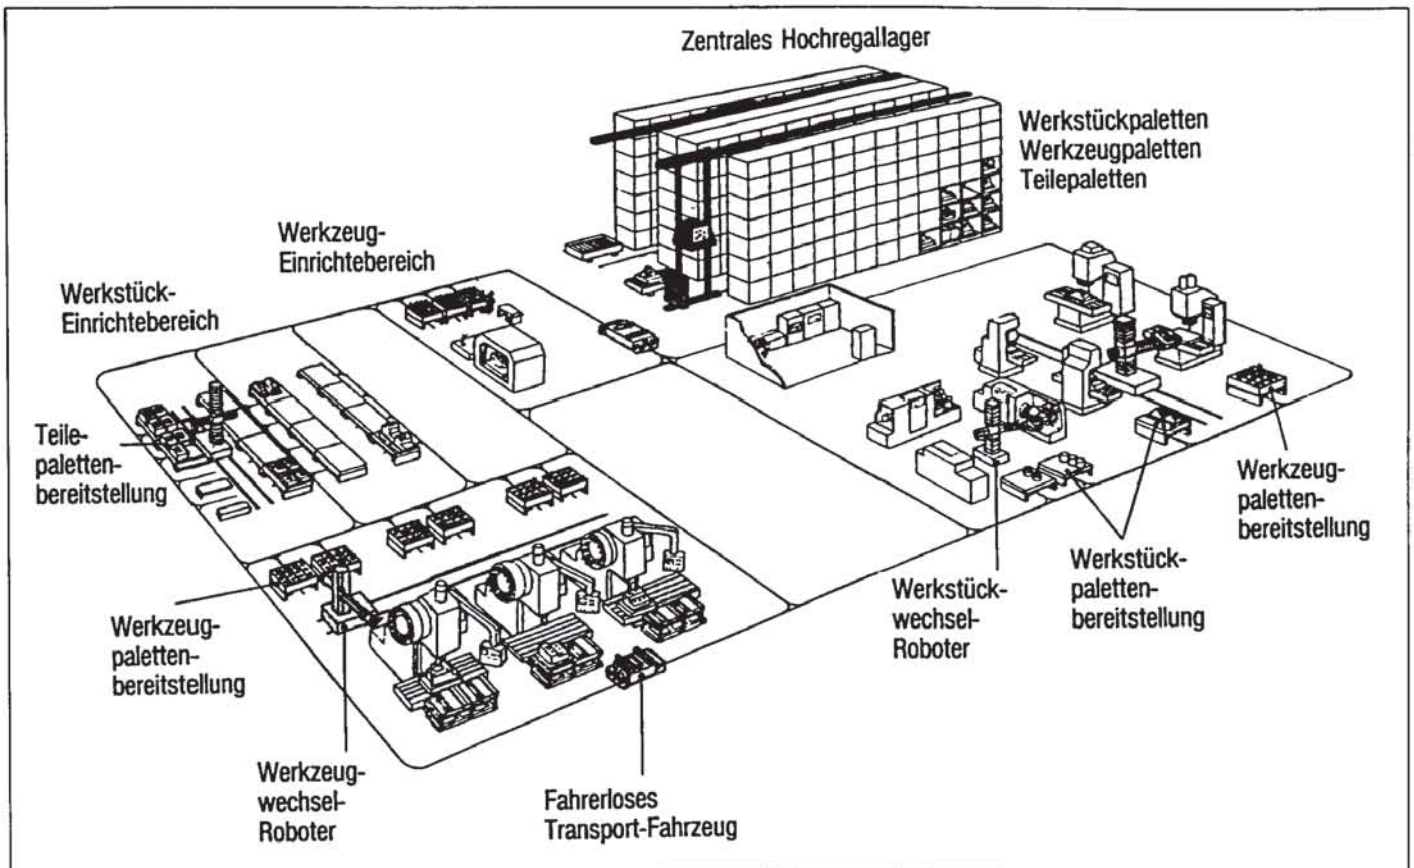 Zentrales Hochregallager
Werkstückpaletten
Werkzeugpaletten
Teilepaletten
Werkzeug-
Einrichtebereich
Werkstück-
Einrichtebereich
Teile-
paletten-
bereitstellung
Werkzeug-
paletten-
bereitstellung
Werkzeug-
wechsel-
Roboter
Fahrerloses
Transport-Fahrzeug
Werkstück-
wechsel-
Roboter
Werkstück-
paletten-
bereitstellung
Werkzeug-
paletten-
bereitstellung